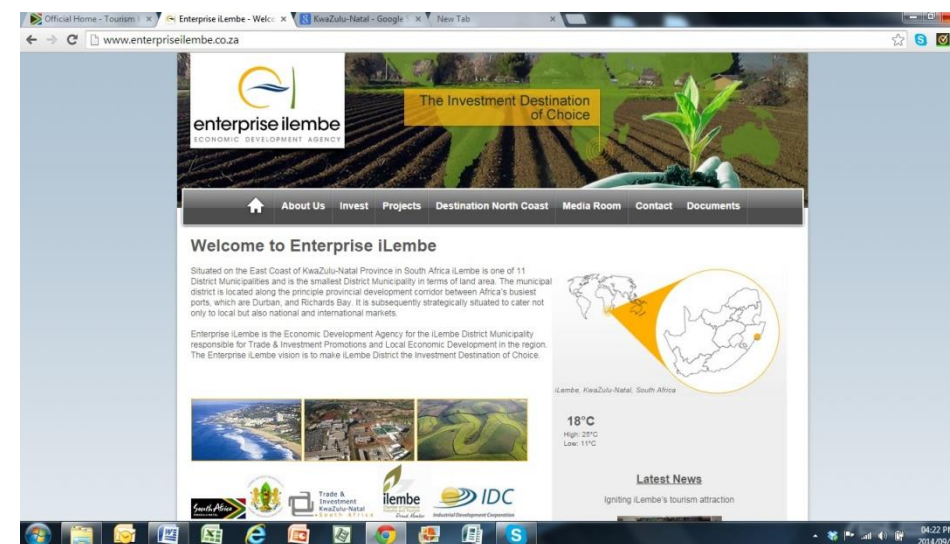 Official Home - Tourism
Enterprise iLembe - Welco
KwaZulu-Natal - Google S
New Tab
www.enterpriseilembe.co.za
enterprise ilembe
ECONOMIC DEVELOPMENT AGENCY
The Investment Destination
of Choice
About Us Invest Projects Destination North Coast Media Room Contact Documents
Welcome to Enterprise iLembe
Situated on the East Coast of KwaZulu-Natal Province in South Africa iLembe is one of 11
District Municipalities and is the smallest District Municipality in terms of land area. The municipal
district is located along the principle provincial development corridor between Africa's busiest
ports, which are Durban, and Richards Bay. It is subsequently strategically situated to cater not
only to local but also national and international markets.
Enterprise iLembe is the Economic Development Agency for the iLembe District Municipality
responsible for Trade & Investment Promotions and Local Economic Development in the region.
The Enterprise iLembe vision is to make iLembe District the Investment Destination of Choice.
iLembe, KwaZulu-Natal, South Africa
18°C
High: 25°C
Low: 11°C
Latest News
Igniting iLembe's tourism attraction
South Africa
Trade &
Investment
KwaZulu-Natal
South Africa
ilembe
IDC
Industrial Development Corporation
04:22 PM